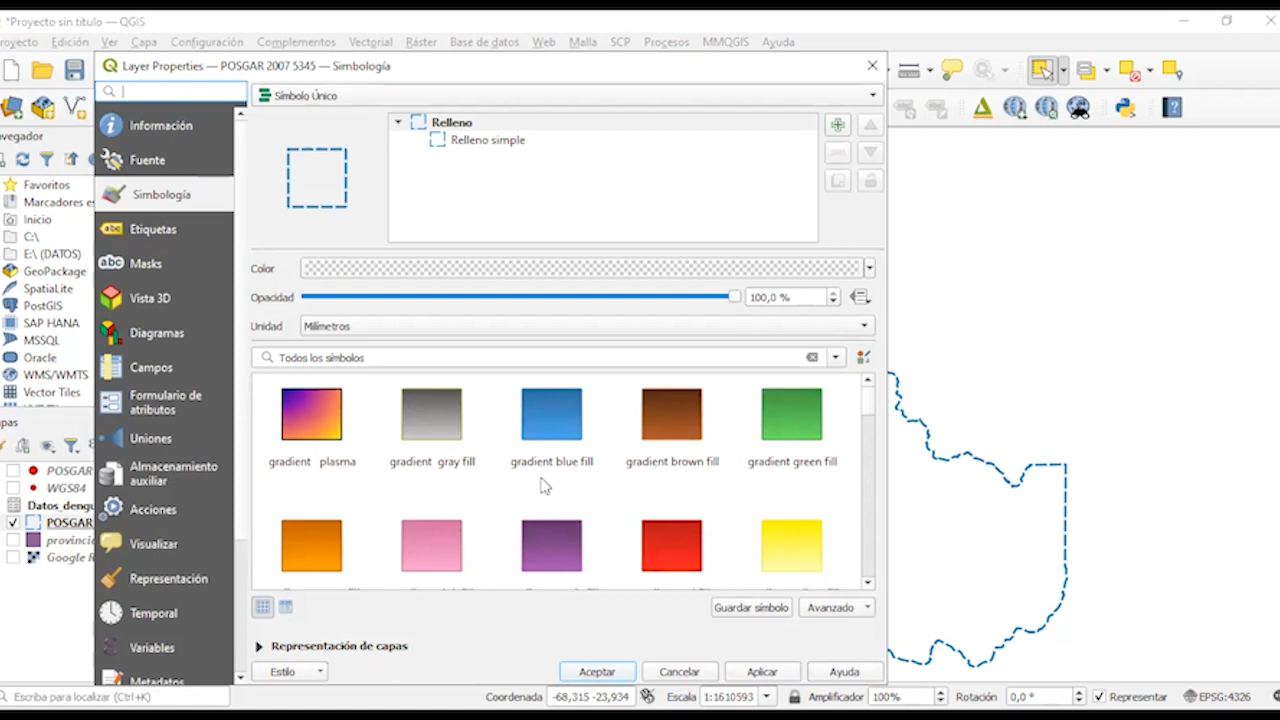 *Proyecto sin título — QGIS
royecto Edición Ver Capa Configuración Complementos Vectorial Ráster Base de datos Web Malla SCP Procesos MMQGIS Ayuda
Layer Properties — POSGAR 2007 5345 — Simbología
Símbolo Único
Información
Fuente
Simbología
Etiquetas
Masks
Vista 3D
Diagramas
Campos
Formulario de
atributos
Uniones
Almacenamiento
auxiliar
Acciones
Visualizar
Representación
Temporal
Variables
Metadatos
Relleno
Relleno simple
Color
Opacidad 100,0 %
Unidad Milímetros
Todos los símbolos
gradient plasma gradient gray fill gradient blue fill gradient brown fill gradient green fill
Guardar símbolo Avanzado
Representación de capas
Estilo Aceptar Cancelar Aplicar Ayuda
avegador
Favoritos
Marcadores es
Inicio
C:\
E:\ (DATOS)
GeoPackage
SpatiaLite
PostGIS
SAP HANA
MSSQL
Oracle
WMS/WMTS
Vector Tiles
apas
POSGAR
WGS84
Datos_dengu
POSGAR
provincia
Google R
Escriba para localizar (Ctrl+K) Coordenada -68,315 -23,934 Escala 1:1610593 Amplificador 100% Rotación 0,0 ° Representar EPSG:4326